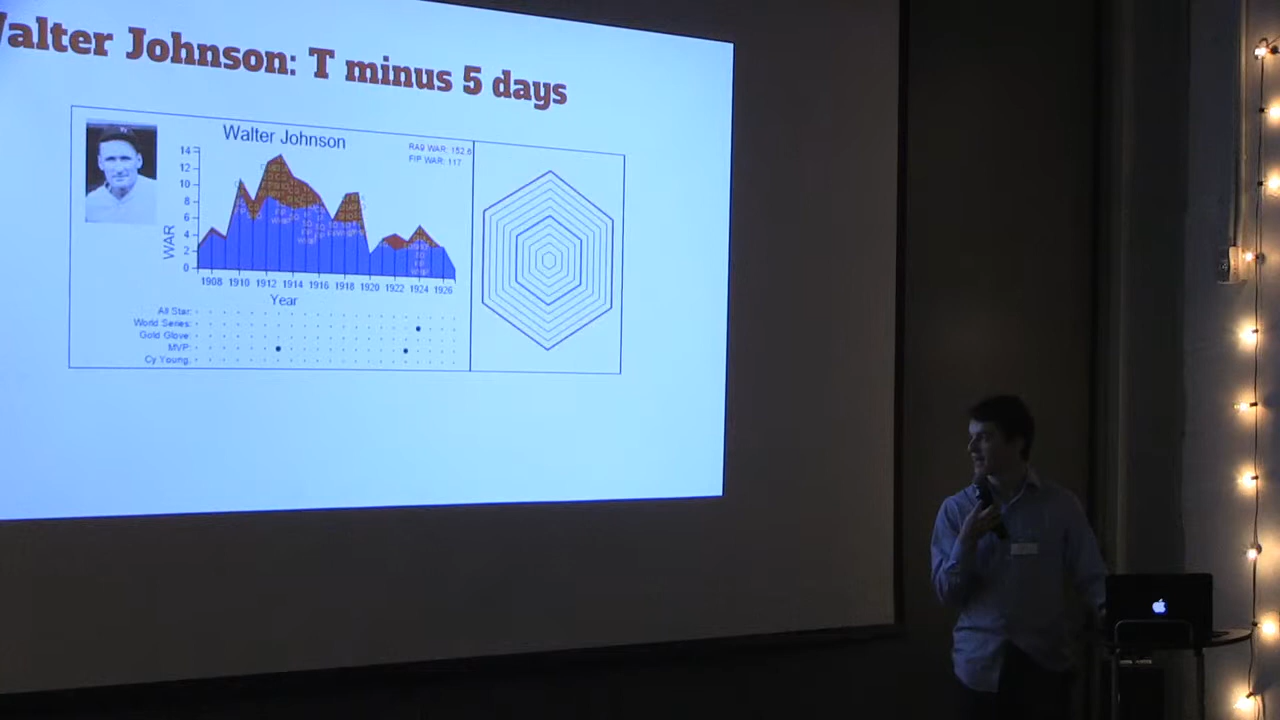 alter Johnson: T minus 5 days
Walter Johnson
RA9 WAR: 152.6
FIP WAR: 117
14
12
10
8
6
4
2
0
WAR
1908 1910 1912 1914 1916 1918 1920 1922 1924 1926
Year
All Star:
World Series:
Gold Glove:
MVP:
Cy Young: